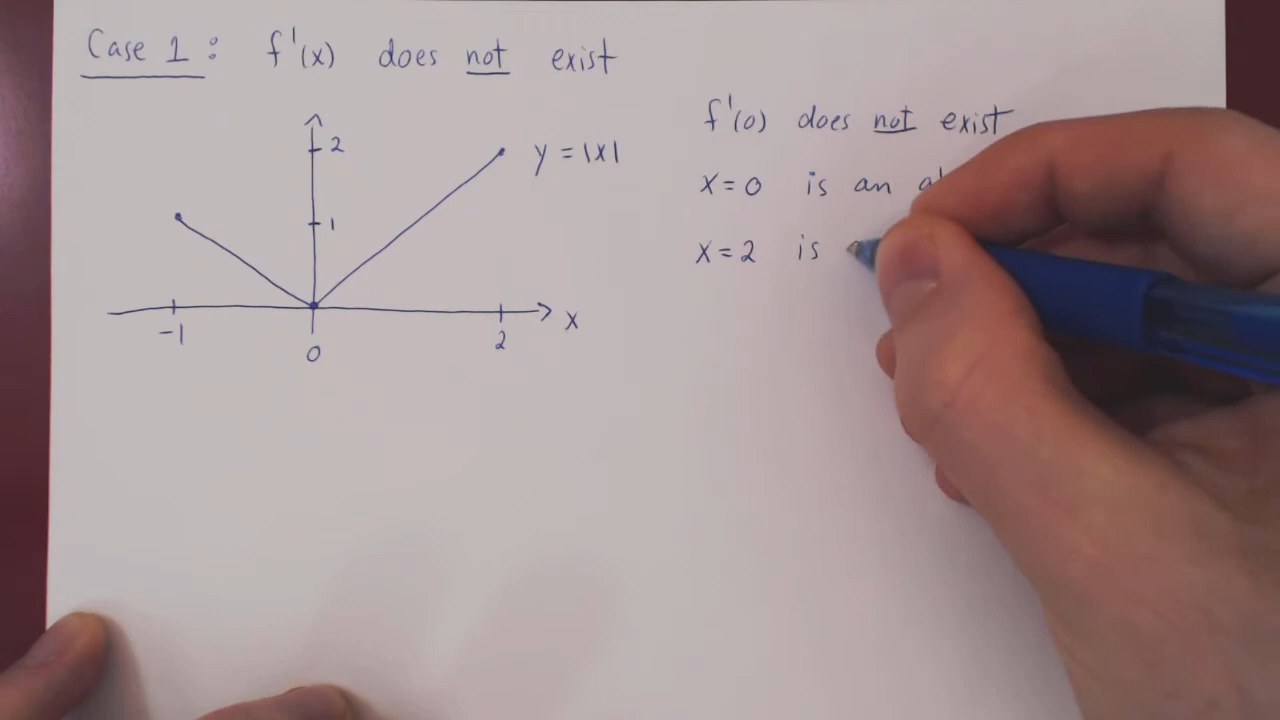 Case 1: f'(x) does not exist
2
y = |x|
1
-1
0
2
x
f'(0) does not exist
x = 0 is an
x = 2 is